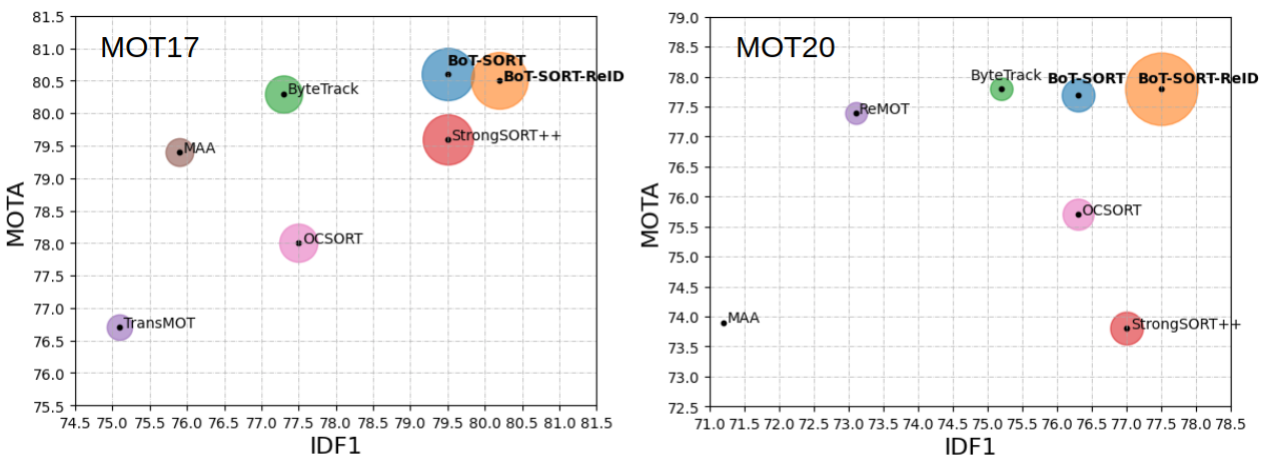 MOT17
MOTA
81.5
81.0
80.5
80.0
79.5
79.0
78.5
78.0
77.5
77.0
76.5
76.0
75.5
BoT-SORT
BoT-SORT-ReID
ByteTrack
StrongSORT++
MAA
OCSORT
TransMOT
74.5 75.0 75.5 76.0 76.5 77.0 77.5 78.0 78.5 79.0 79.5 80.0 80.5 81.0 81.5
IDF1
MOT20
MOTA
79.0
78.5
78.0
77.5
77.0
76.5
76.0
75.5
75.0
74.5
74.0
73.5
73.0
72.5
ByteTrack
BoT-SORT
BoT-SORT-ReID
ReMOT
OCSORT
MAA
StrongSORT++
71.0 71.5 72.0 72.5 73.0 73.5 74.0 74.5 75.0 75.5 76.0 76.5 77.0 77.5 78.0 78.5
IDF1